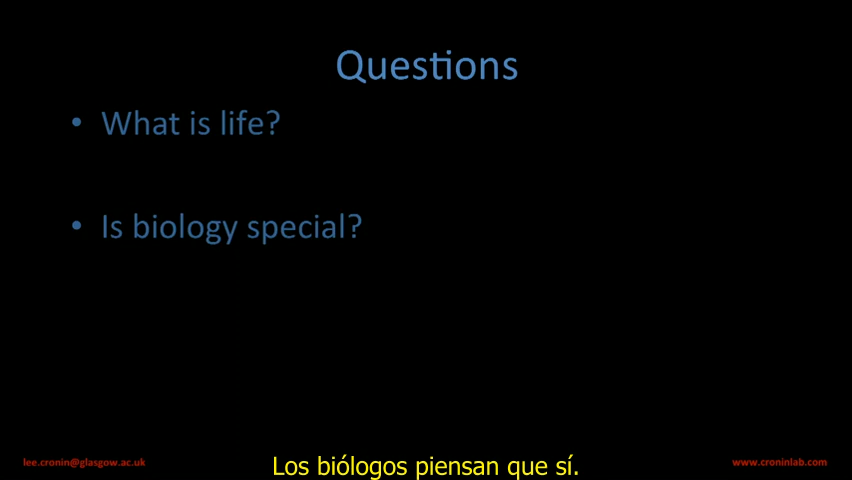 Questions
• What is life?
• Is biology special?
lee.cronin@glasgow.ac.uk
www.croninlab.com
Los biólogos piensan que sí.